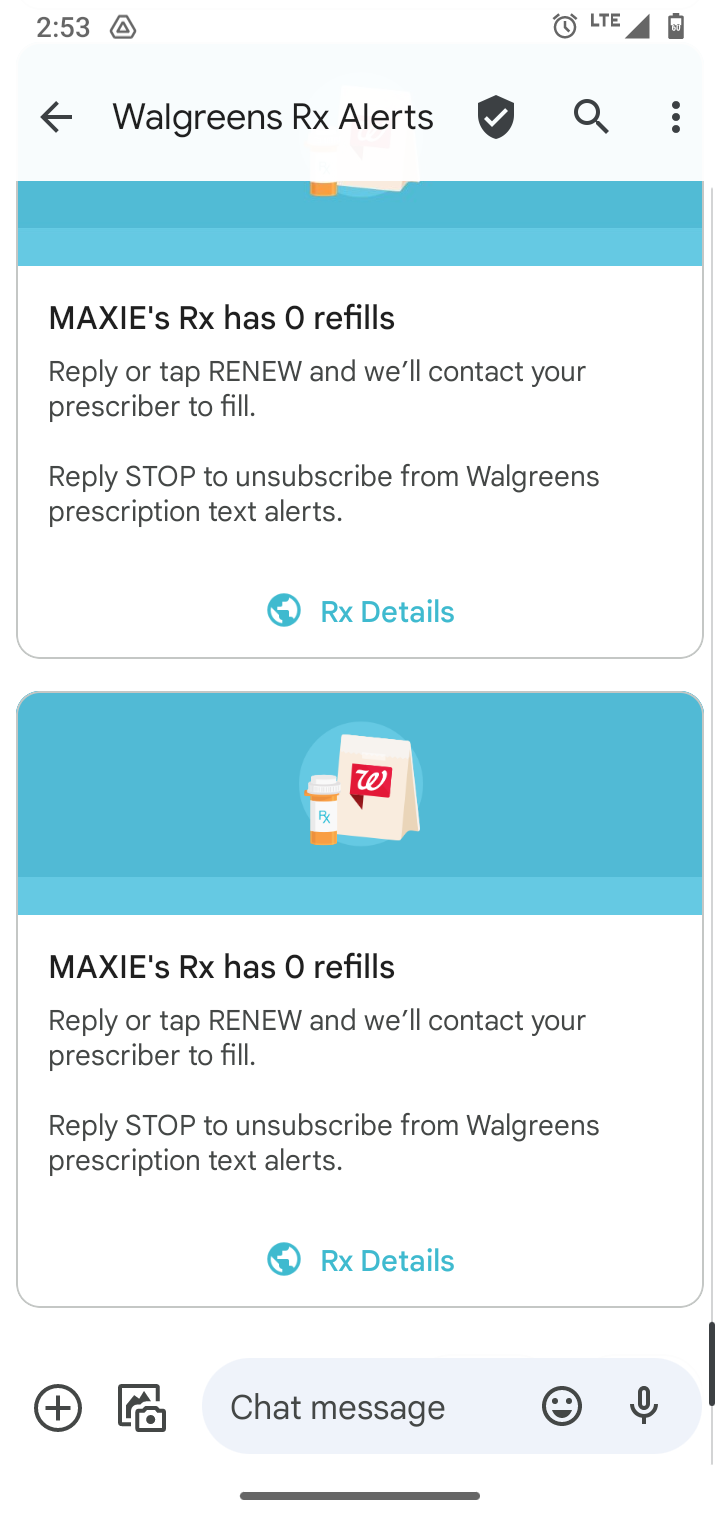 2:53
LTE
Walgreens Rx Alerts
MAXIE's Rx has 0 refills
Reply or tap RENEW and we’ll contact your
prescriber to fill.
Reply STOP to unsubscribe from Walgreens
prescription text alerts.
Rx Details
W
Rx
MAXIE's Rx has 0 refills
Reply or tap RENEW and we’ll contact your
prescriber to fill.
Reply STOP to unsubscribe from Walgreens
prescription text alerts.
Rx Details
Chat message